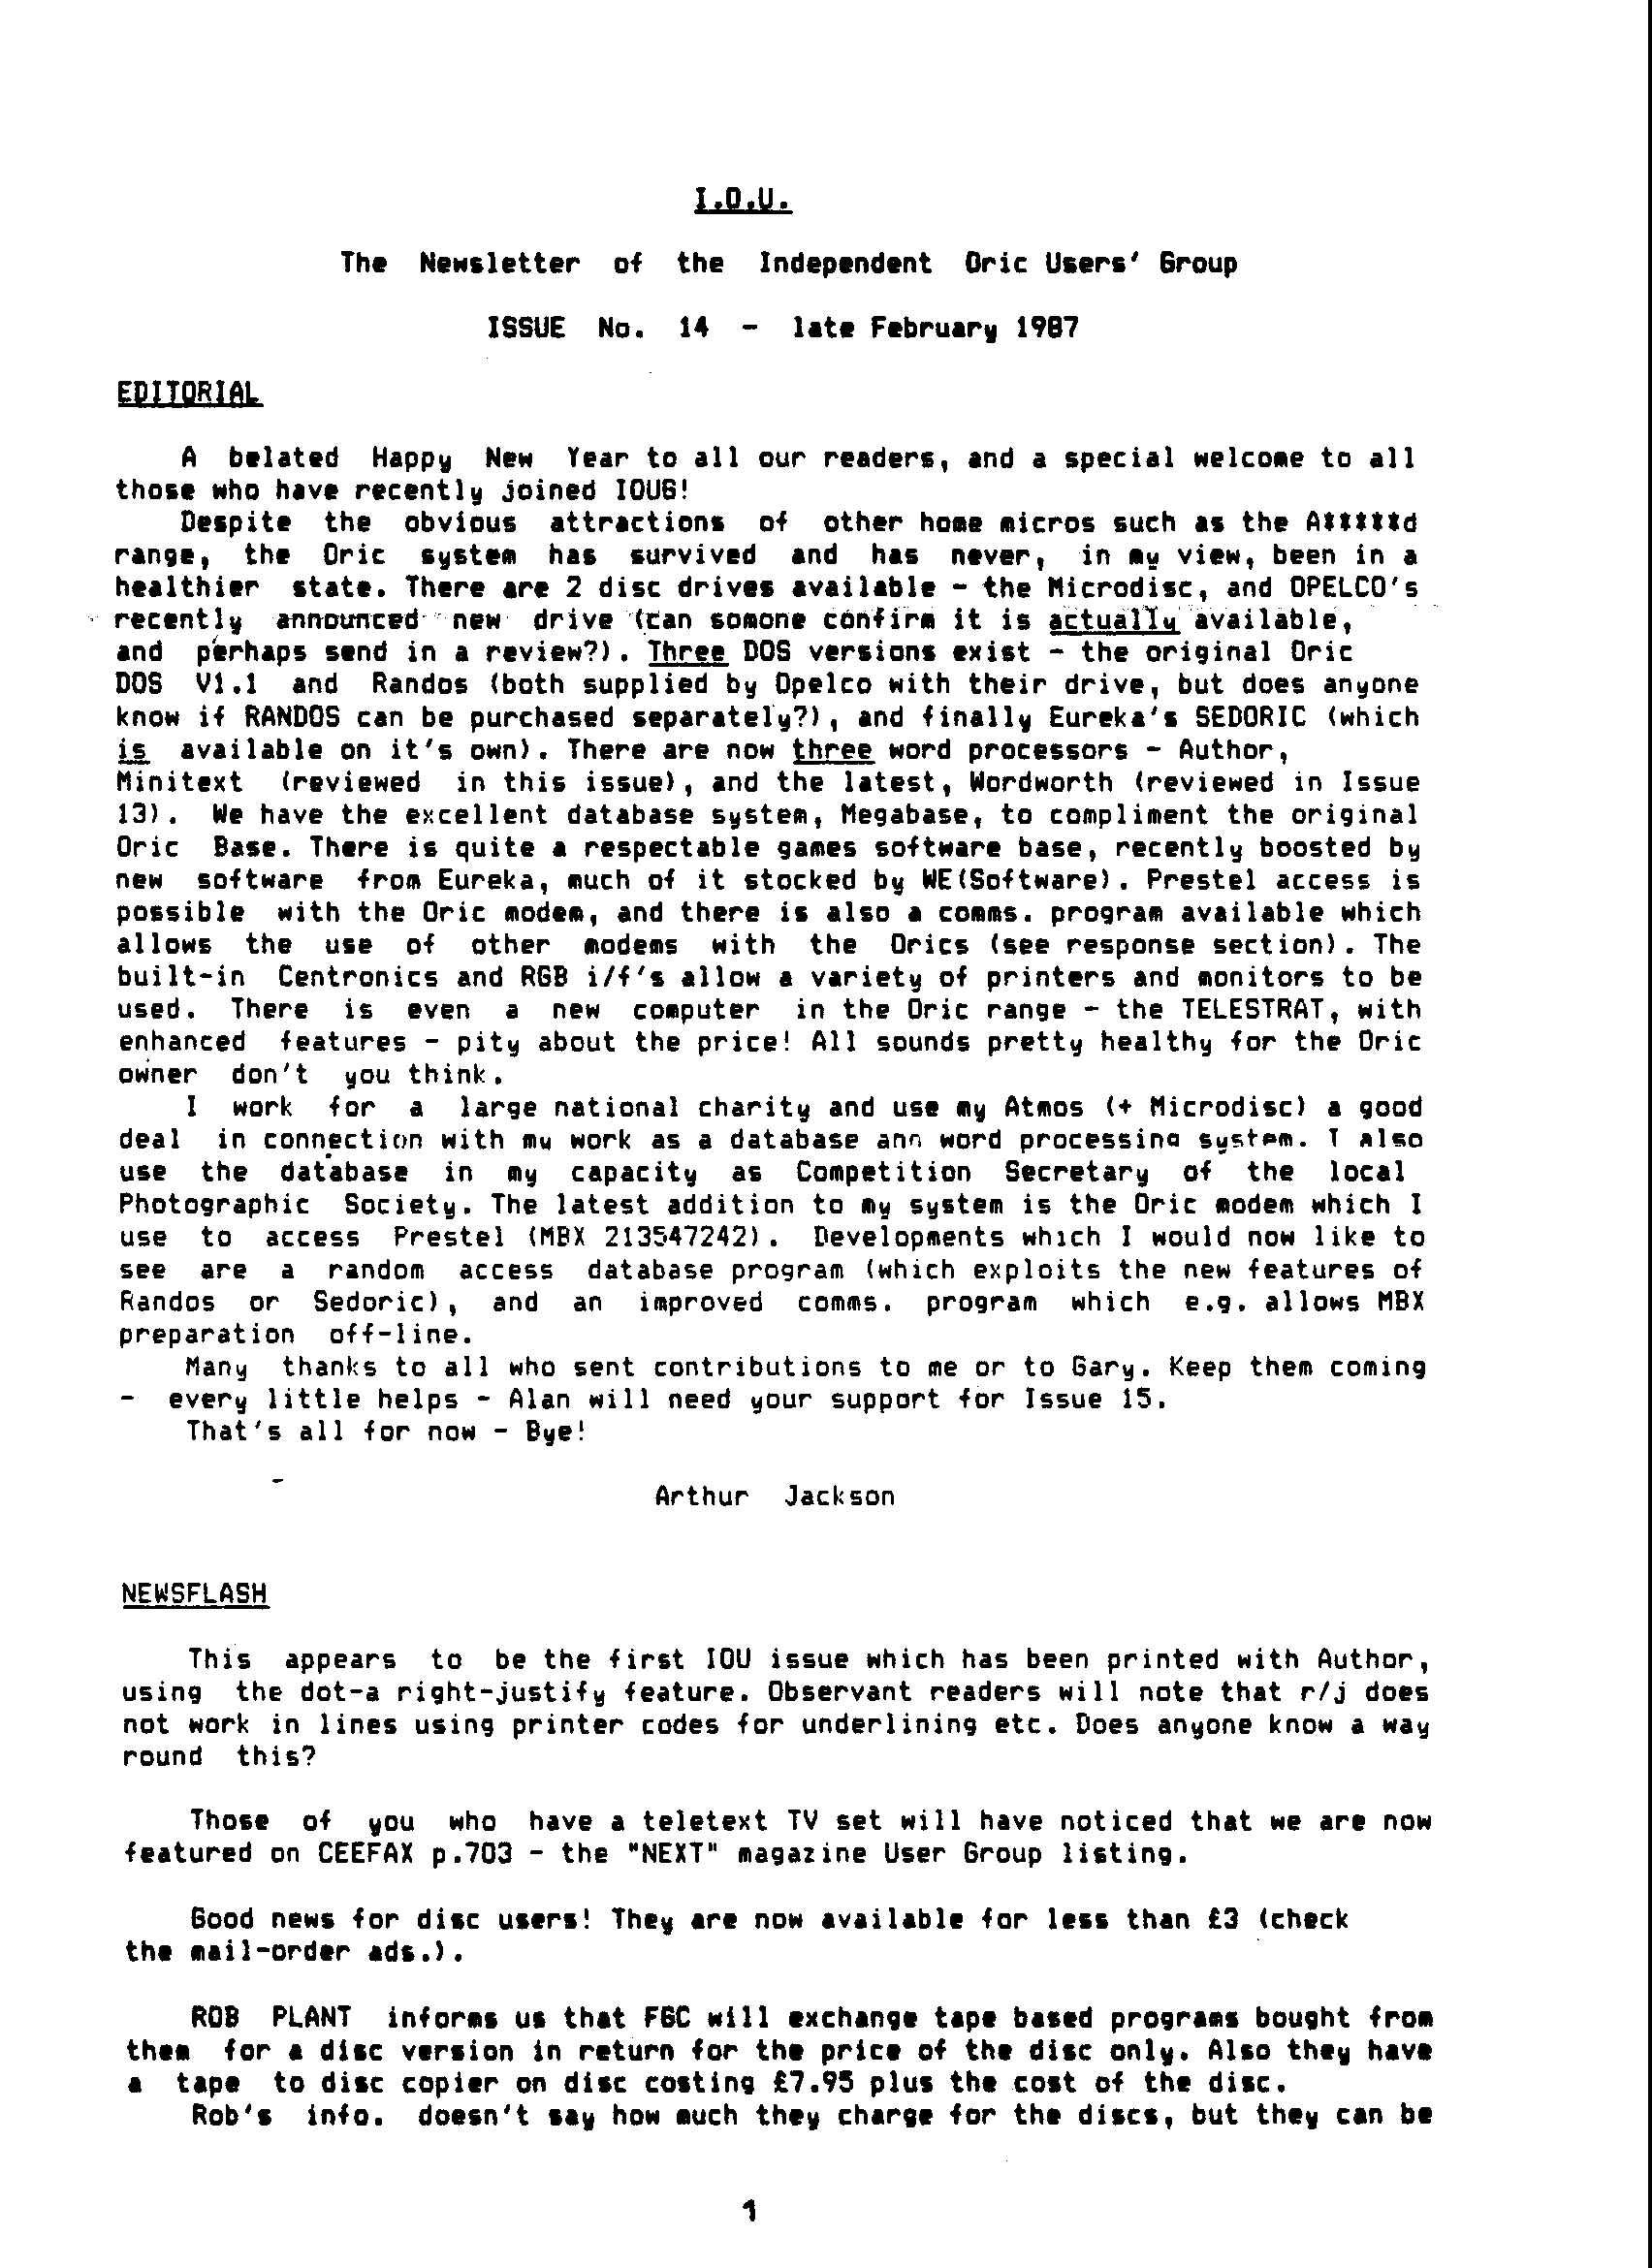 I.O.U.
The Newsletter of the Independent Oric Users' Group
ISSUE No. 14 - late February 1987
EDITORIAL
A belated Happy New Year to all our readers, and a special welcome to all
those who have recently joined IOUG!
Despite the obvious attractions of other home micros such as the A*****d
range, the Oric system has survived and has never, in my view, been in a
healthier state. There are 2 disc drives available - the Microdisc, and OPELCO's
recently announced new drive (can somone confirm it is actually available,
and perhaps send in a review?). Three DOS versions exist - the original Oric
DOS V1.1 and Randos (both supplied by Opelco with their drive, but does anyone
know if RANDOS can be purchased separately?), and finally Eureka's SEDORIC (which
is available on it's own). There are now three word processors - Author,
Minitext (reviewed in this issue), and the latest, Wordworth (reviewed in Issue
13). We have the excellent database system, Megabase, to compliment the original
Oric Base. There is quite a respectable games software base, recently boosted by
new software from Eureka, much of it stocked by WE(Software). Prestel access is
possible with the Oric modem, and there is also a comms. program available which
allows the use of other modems with the Orics (see response section). The
built-in Centronics and RGB i/f's allow a variety of printers and monitors to be
used. There is even a new computer in the Oric range - the TELESTRAT, with
enhanced features - pity about the price! All sounds pretty healthy for the Oric
owner don't you think.
I work for a large national charity and use my Atmos (+ Microdisc) a good
deal in connection with my work as a database ann word processing system. I also
use the database in my capacity as Competition Secretary of the local
Photographic Society. The latest addition to my system is the Oric modem which I
use to access Prestel (MBX 213547242). Developments which I would now like to
see are a random access database program (which exploits the new features of
Randos or Sedoric), and an improved comms. program which e.g. allows MBX
preparation off-line.
Many thanks to all who sent contributions to me or to Gary. Keep them coming
- every little helps - Alan will need your support for Issue 15.
That's all for now - Bye!
Arthur Jackson
NEWSFLASH
This appears to be the first IOU issue which has been printed with Author,
using the dot-a right-justify feature. Observant readers will note that r/j does
not work in lines using printer codes for underlining etc. Does anyone know a way
round this?
Those of you who have a teletext TV set will have noticed that we are now
featured on CEEFAX p.703 - the "NEXT" magazine User Group listing.
Good news for disc users! They are now available for less than £3 (check
the mail-order ads.).
ROB PLANT informs us that FGC will exchange tape based programs bought from
them for a disc version in return for the price of the disc only. Also they have
a tape to disc copier on disc costing £7.95 plus the cost of the disc.
Rob's info. doesn't say how much they charge for the discs, but they can be
1